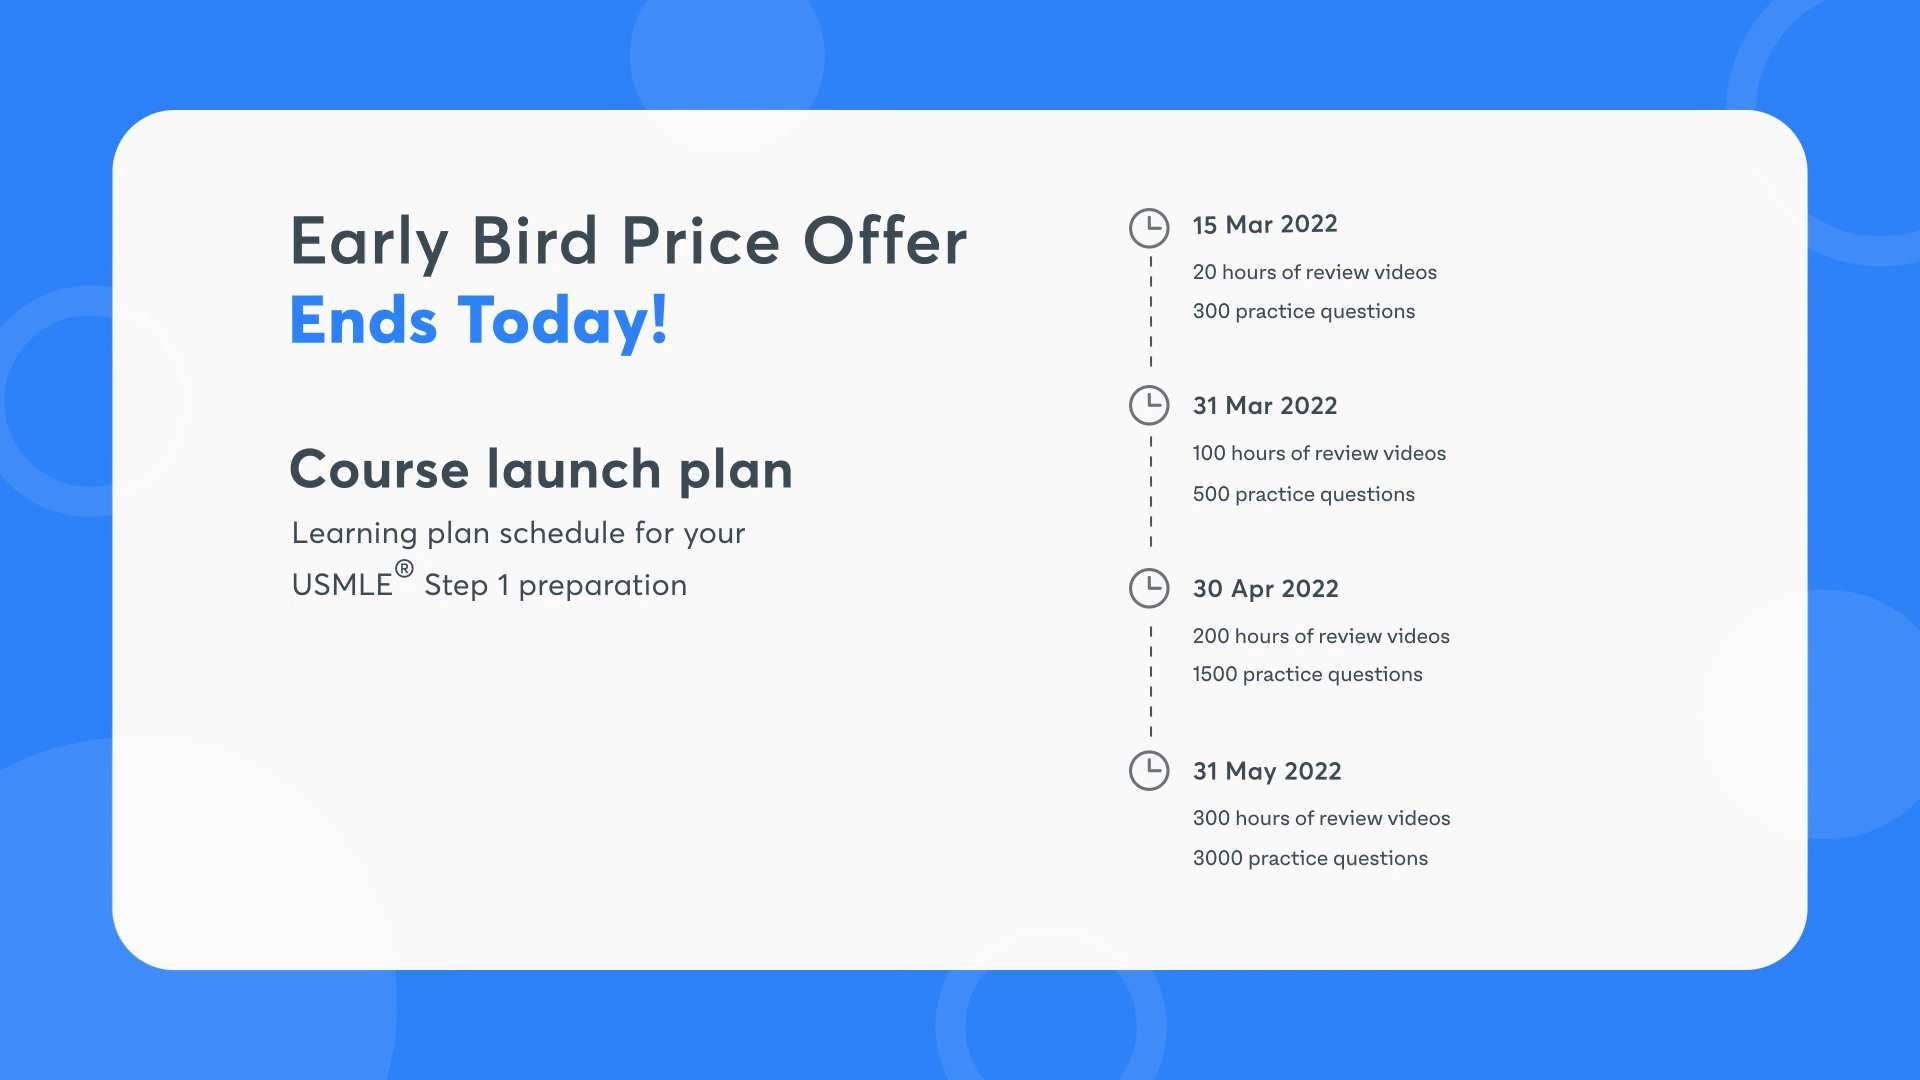 Early Bird Price Offer
Ends Today!
Course launch plan
Learning plan schedule for your
USMLE® Step 1 preparation
15 Mar 2022
20 hours of review videos
300 practice questions
31 Mar 2022
100 hours of review videos
500 practice questions
30 Apr 2022
200 hours of review videos
1500 practice questions
31 May 2022
300 hours of review videos
3000 practice questions